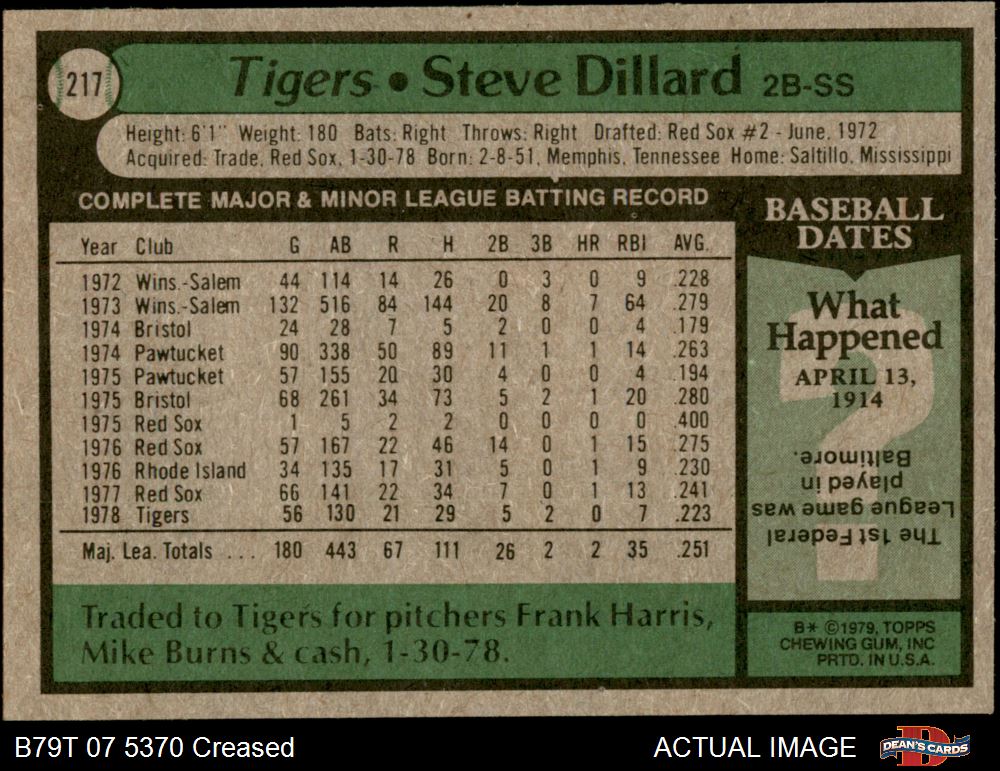 217
Tigers • Steve Dillard 2B-SS
Height: 6'1" Weight: 180 Bats: Right Throws: Right Drafted: Red Sox #2 - June, 1972
Acquired: Trade, Red Sox, 1-30-78 Born: 2-8-51, Memphis, Tennessee Home: Saltillo, Mississippi
COMPLETE MAJOR & MINOR LEAGUE BATTING RECORD
Year Club G AB R H 2B 3B HR RBI AVG.
1972 Wins.-Salem 44 114 14 26 0 3 0 9 .228
1973 Wins.-Salem 132 516 84 144 20 8 7 64 .279
1974 Bristol 24 28 7 5 2 0 0 4 .179
1974 Pawtucket 90 338 50 89 11 1 1 14 .263
1975 Pawtucket 57 155 20 30 4 0 0 4 .194
1975 Bristol 68 261 34 73 5 2 1 20 .280
1975 Red Sox 1 5 2 2 0 0 0 0 .400
1976 Red Sox 57 167 22 46 14 0 1 15 .275
1976 Rhode Island 34 135 17 31 5 0 1 9 .230
1977 Red Sox 66 141 22 34 7 0 1 13 .241
1978 Tigers 56 130 21 29 5 2 0 7 .223
Maj. Lea. Totals ... 180 443 67 111 26 2 2 35 .251
Traded to Tigers for pitchers Frank Harris,
Mike Burns & cash, 1-30-78.
BASEBALL
DATES
What
Happened
APRIL 13,
1914
The 1st Federal
League game was
played in
Baltimore.
B* ©1979, TOPPS
CHEWING GUM, INC
PRTD. IN U.S.A.
B79T 07 5370 Creased
ACTUAL IMAGE
DEAN'S CARDS